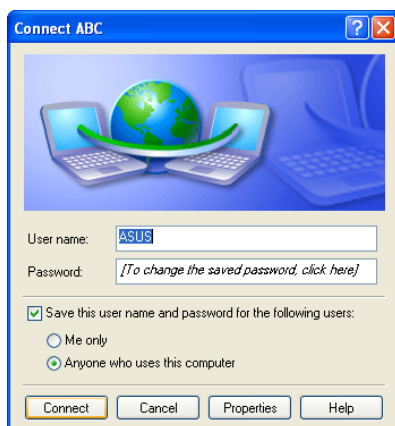 Connect ABC
User name: ASUS
Password: [To change the saved password, click here]
Save this user name and password for the following users:
Me only
Anyone who uses this computer
Connect Cancel Properties Help